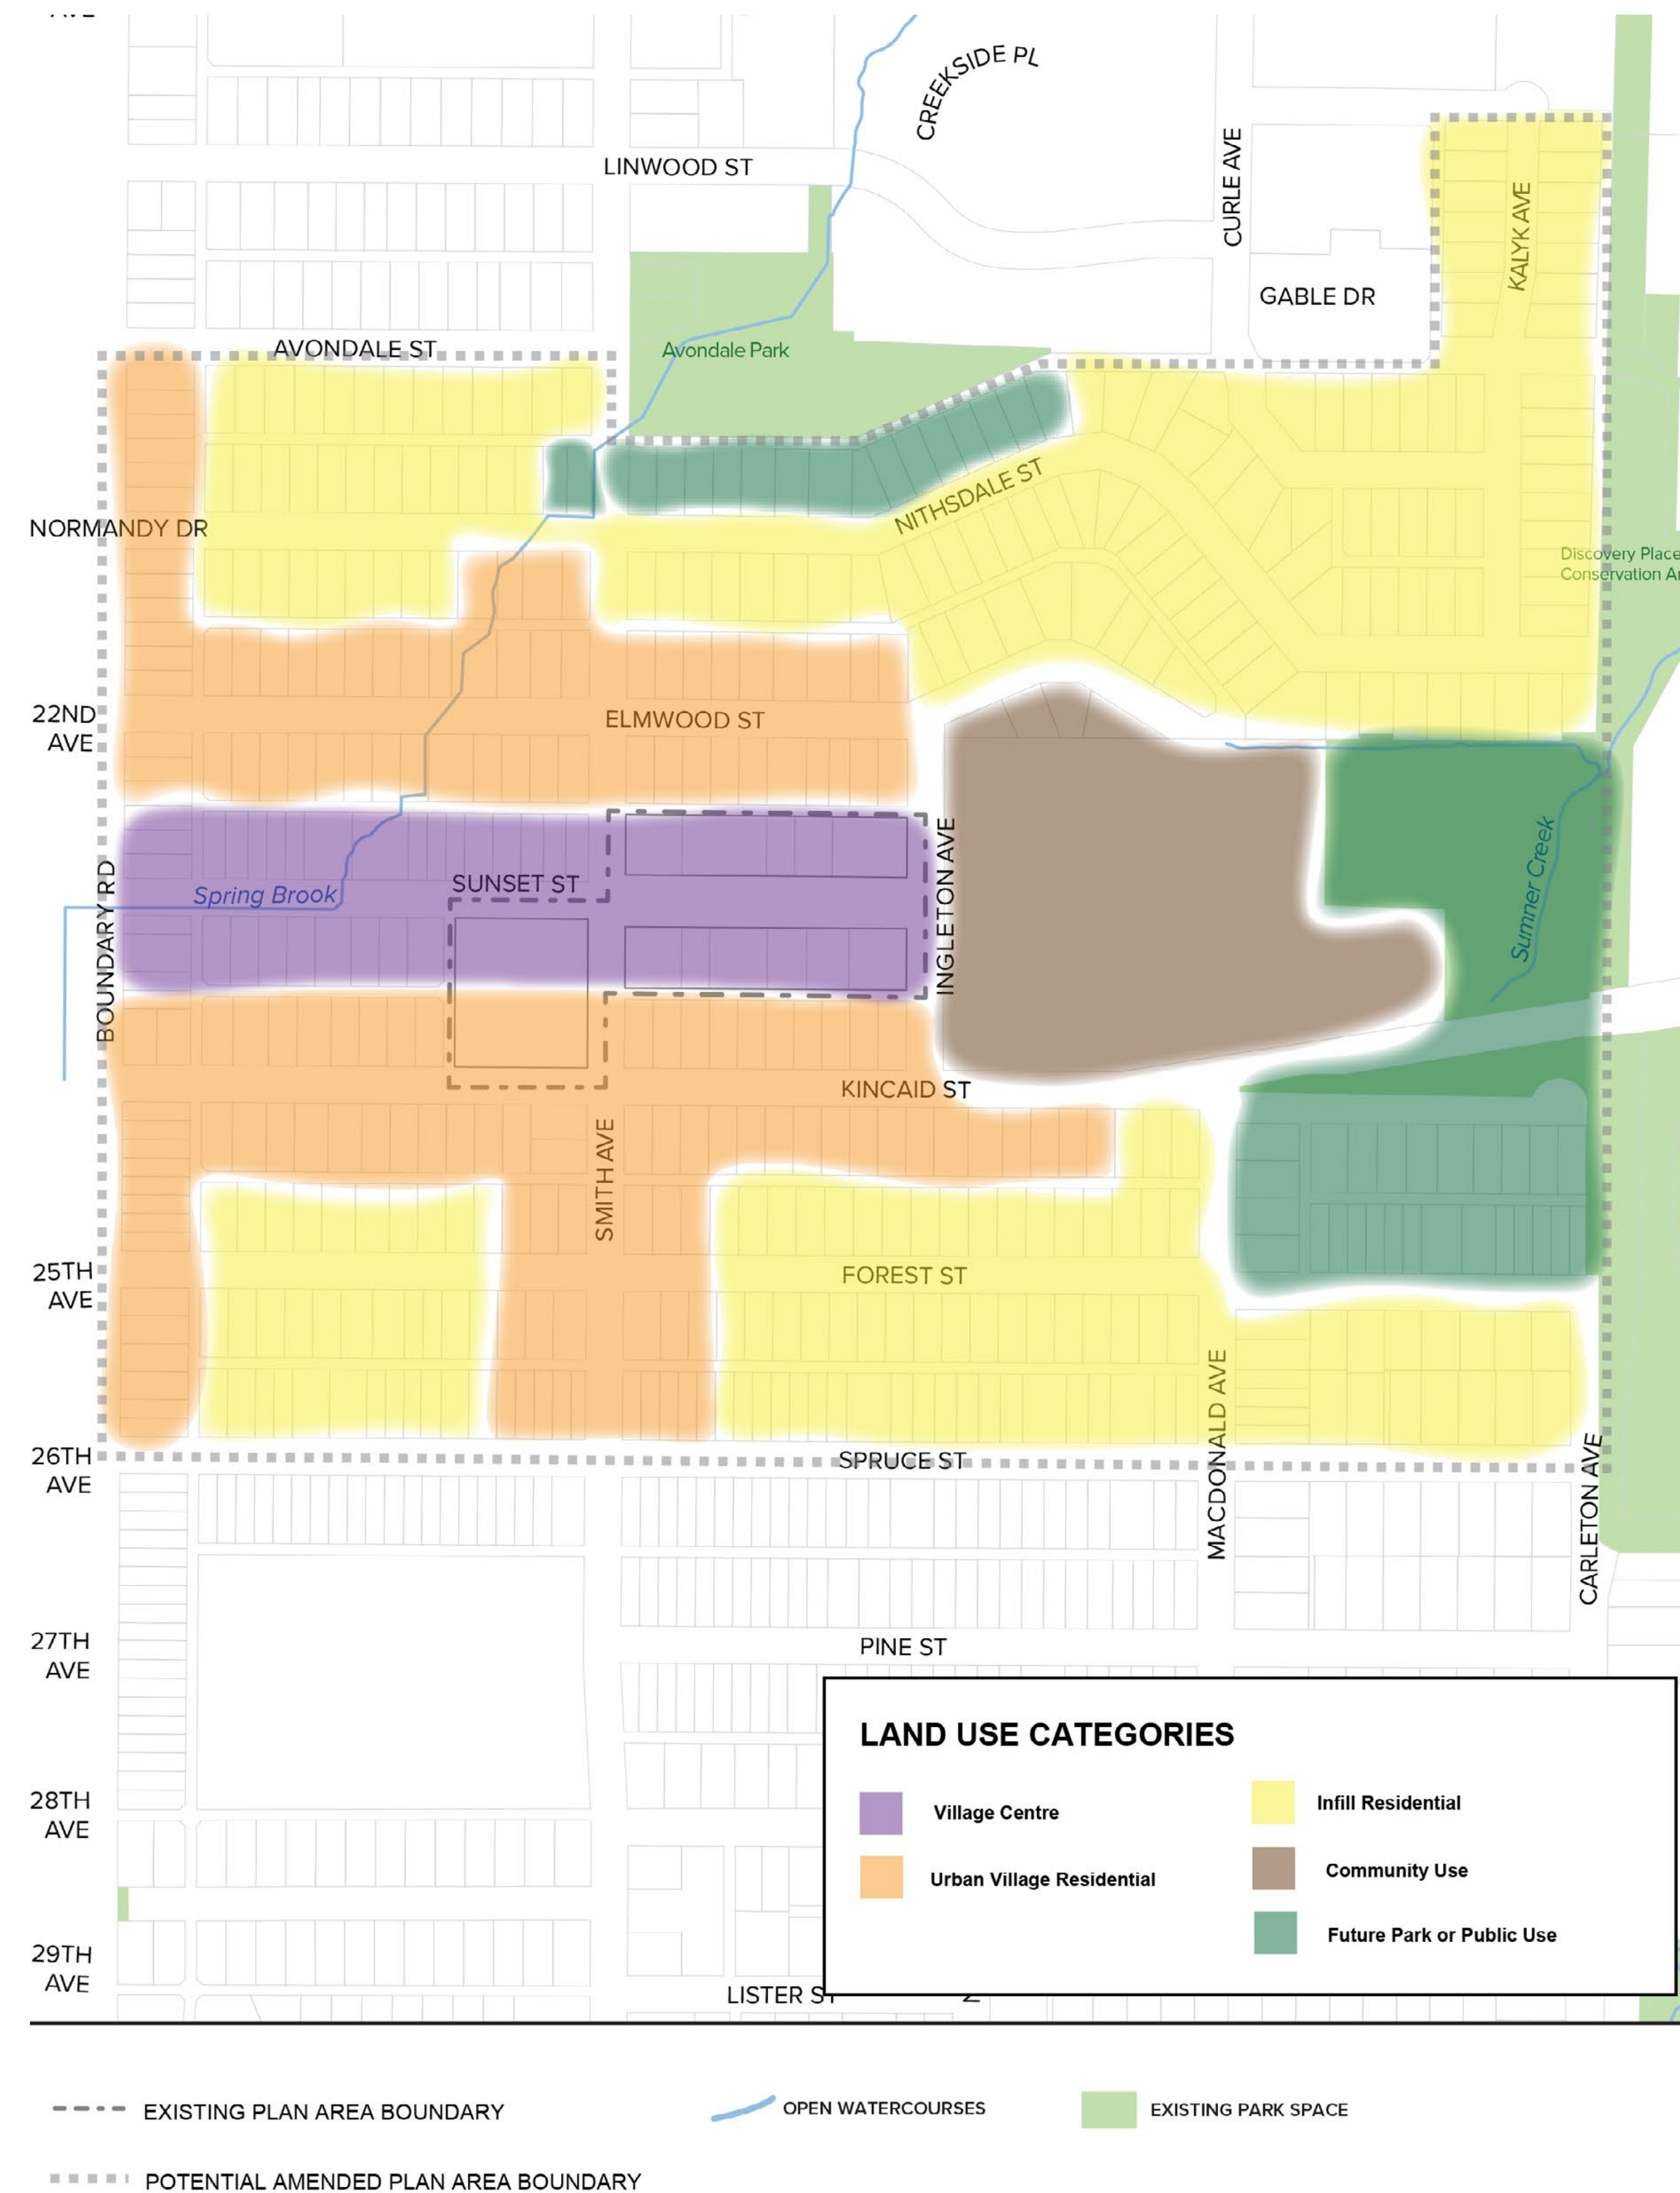 CREEKSIDE PL
LINWOOD ST
CURLE AVE
KALYK AVE
GABLE DR
AVONDALE ST
Avondale Park
NITHSDALE ST
NORMANDY DR
Discovery Place
Conservation
22ND
AVE
ELMWOOD ST
Sumner Creek
INGLETON AVE
SUNSET ST
Spring Brook
BOUNDARY RD
KINCAID ST
SMITH AVE
25TH
AVE
FOREST ST
MACDONALD AVE
CARLETON AVE
26TH
AVE
SPRUCE ST
27TH
AVE
PINE ST
LAND USE CATEGORIES
Village Centre
Infill Residential
Urban Village Residential
Community Use
Future Park or Public Use
28TH
AVE
29TH
AVE
LISTER ST
EXISTING PLAN AREA BOUNDARY
OPEN WATERCOURSES
EXISTING PARK SPACE
POTENTIAL AMENDED PLAN AREA BOUNDARY